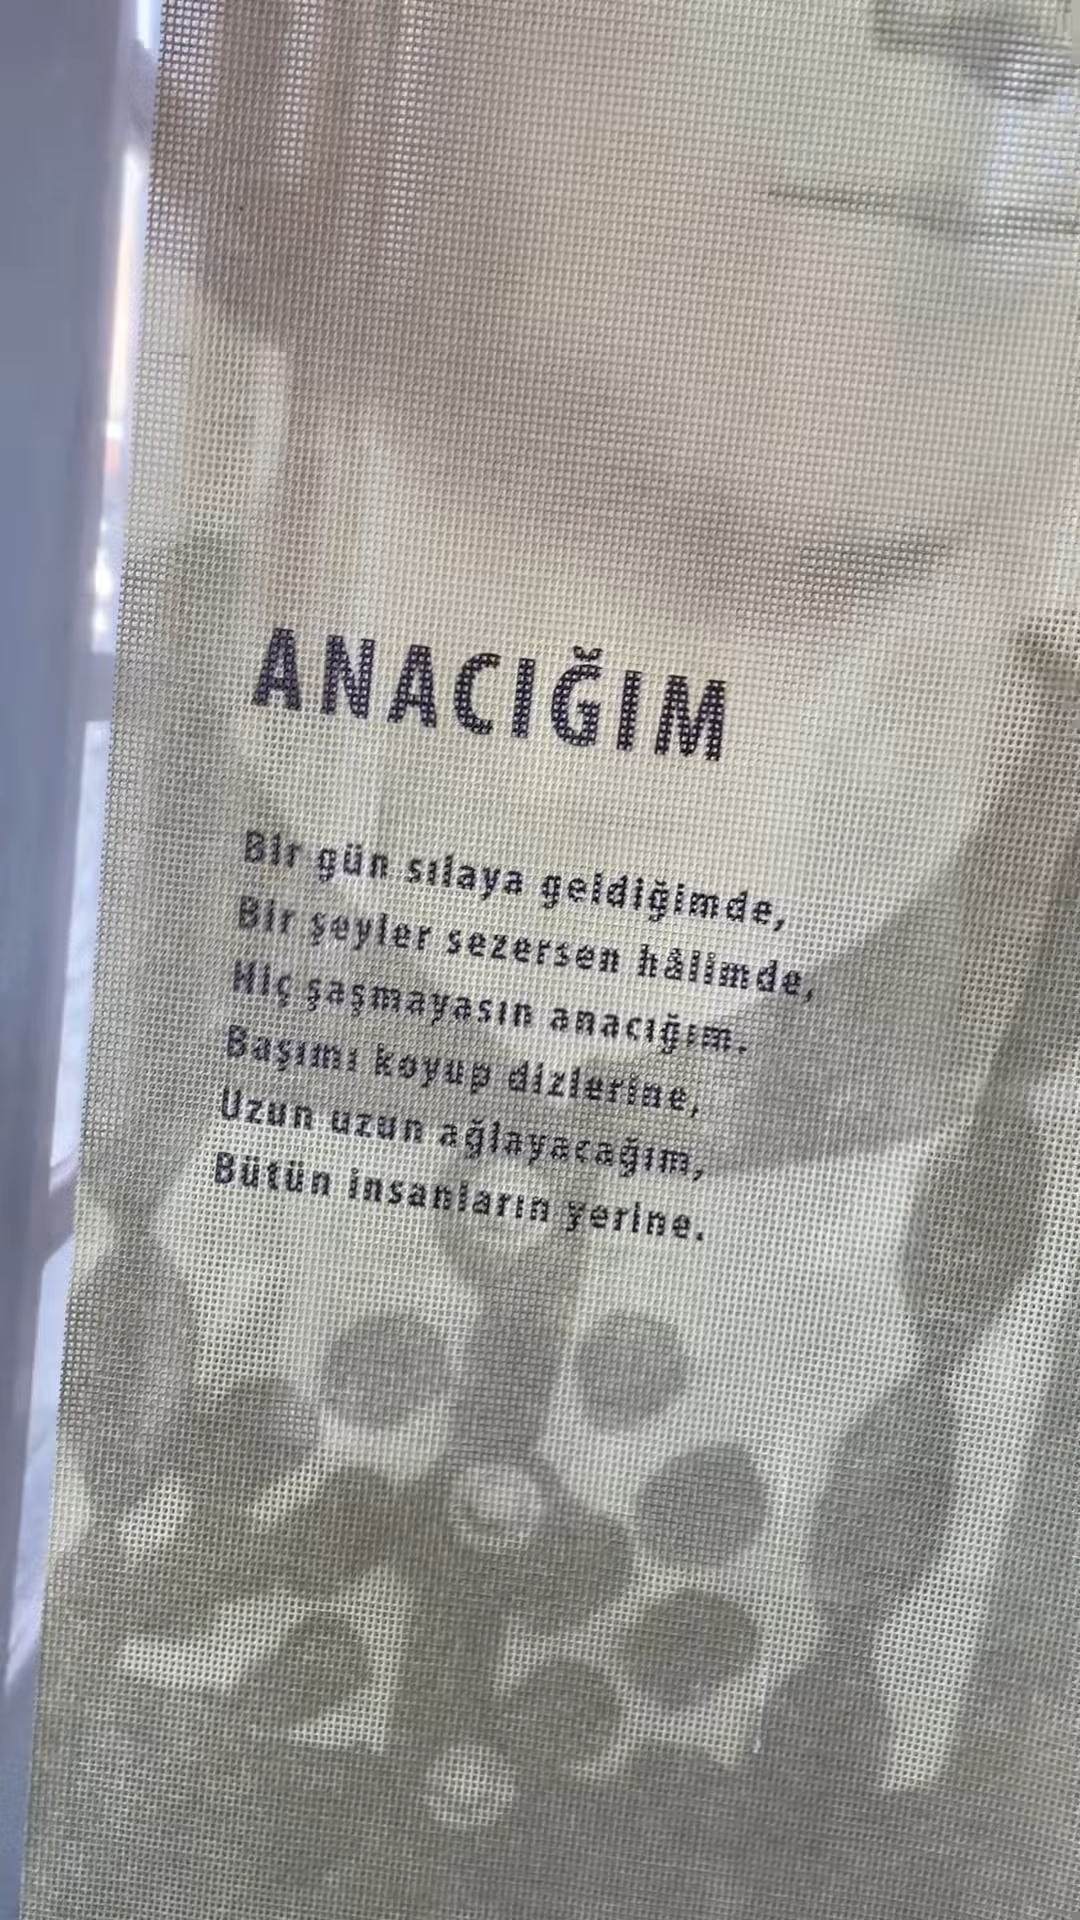 ANACIĞIM
Bir gün sılaya geldiğimde,
Bir şeyler sezersen hâlimde,
Hiç şaşmayasın anacığım.
Başımı koyup dizlerine,
Uzun uzun ağlayacağım,
Bütün insanların yerine.